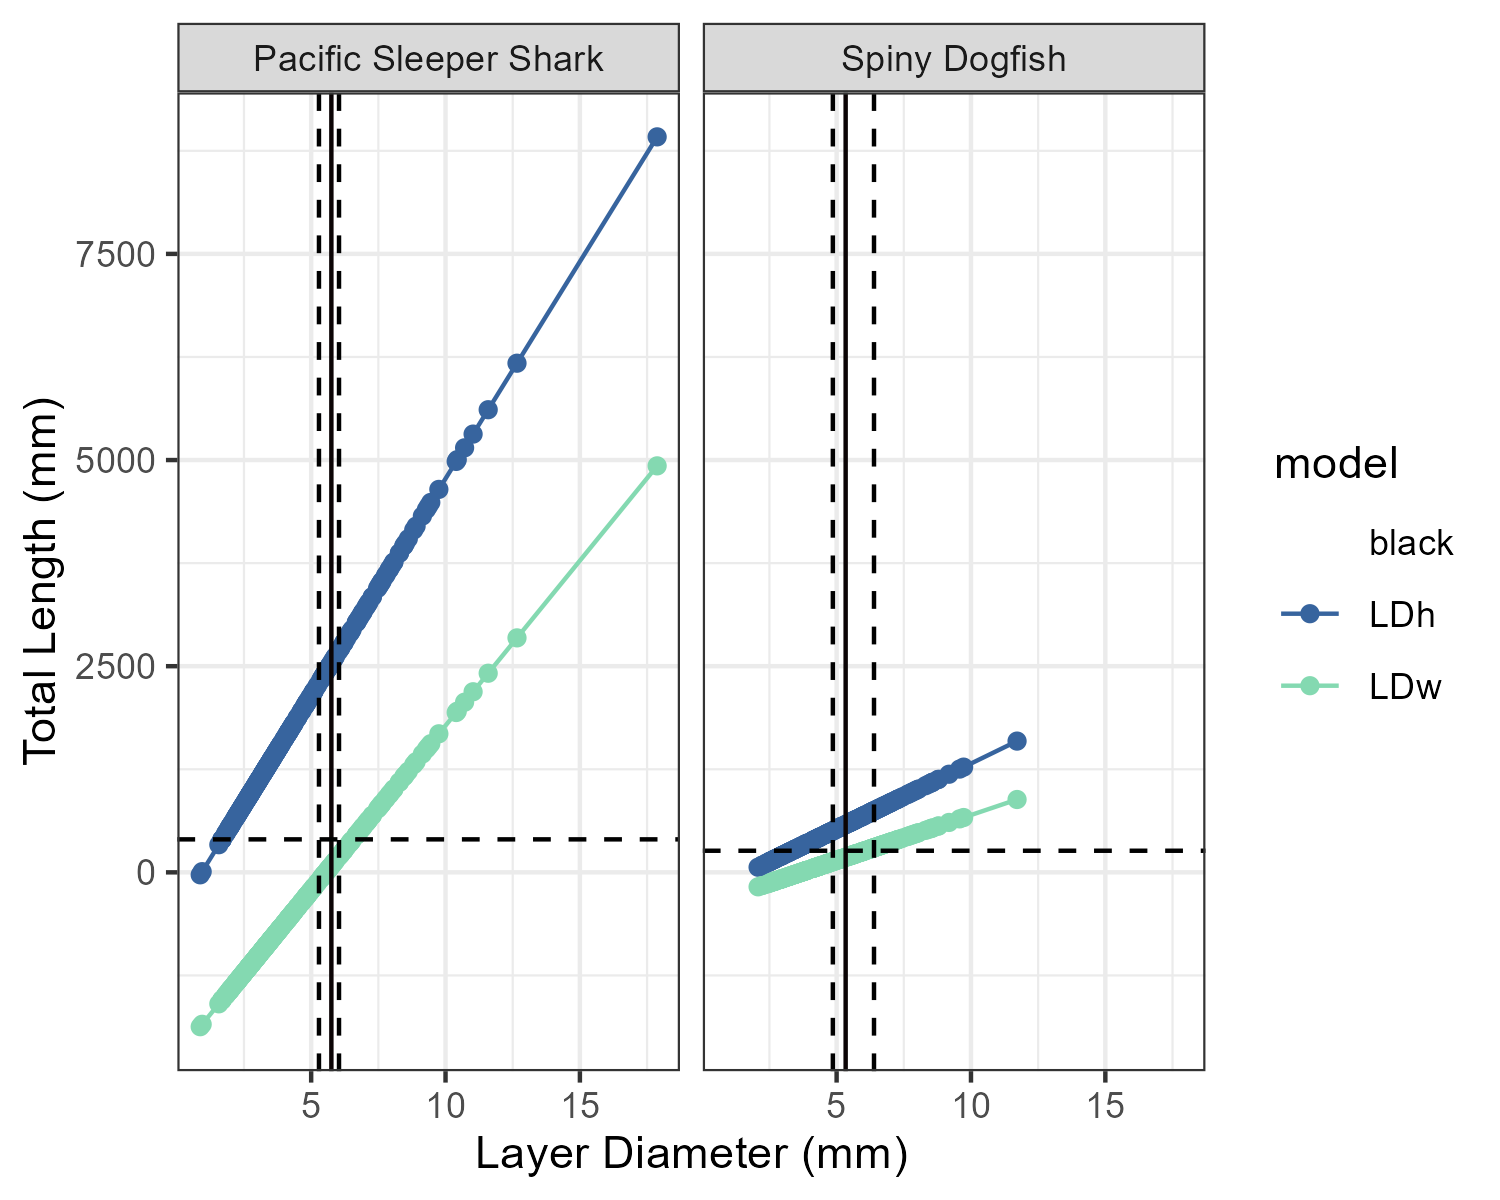 Pacific Sleeper Shark
Spiny Dogfish
Total Length (mm)
7500
5000
2500
0
5
10
15
5
10
15
Layer Diameter (mm)
model
black
LDh
LDw